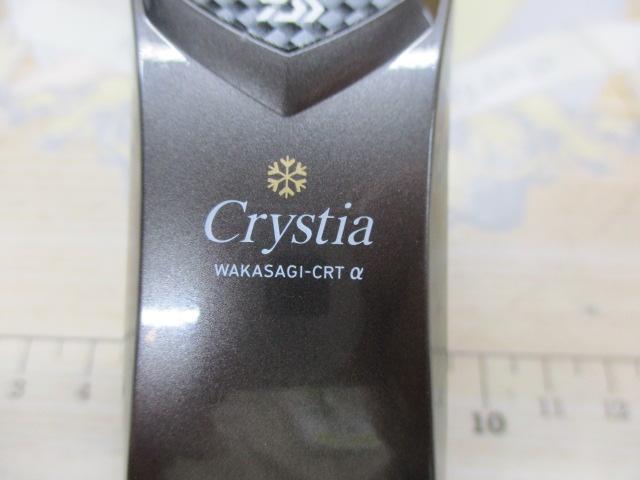 Crystia
WAKASAGI-CRT α
3 4 10 11 12